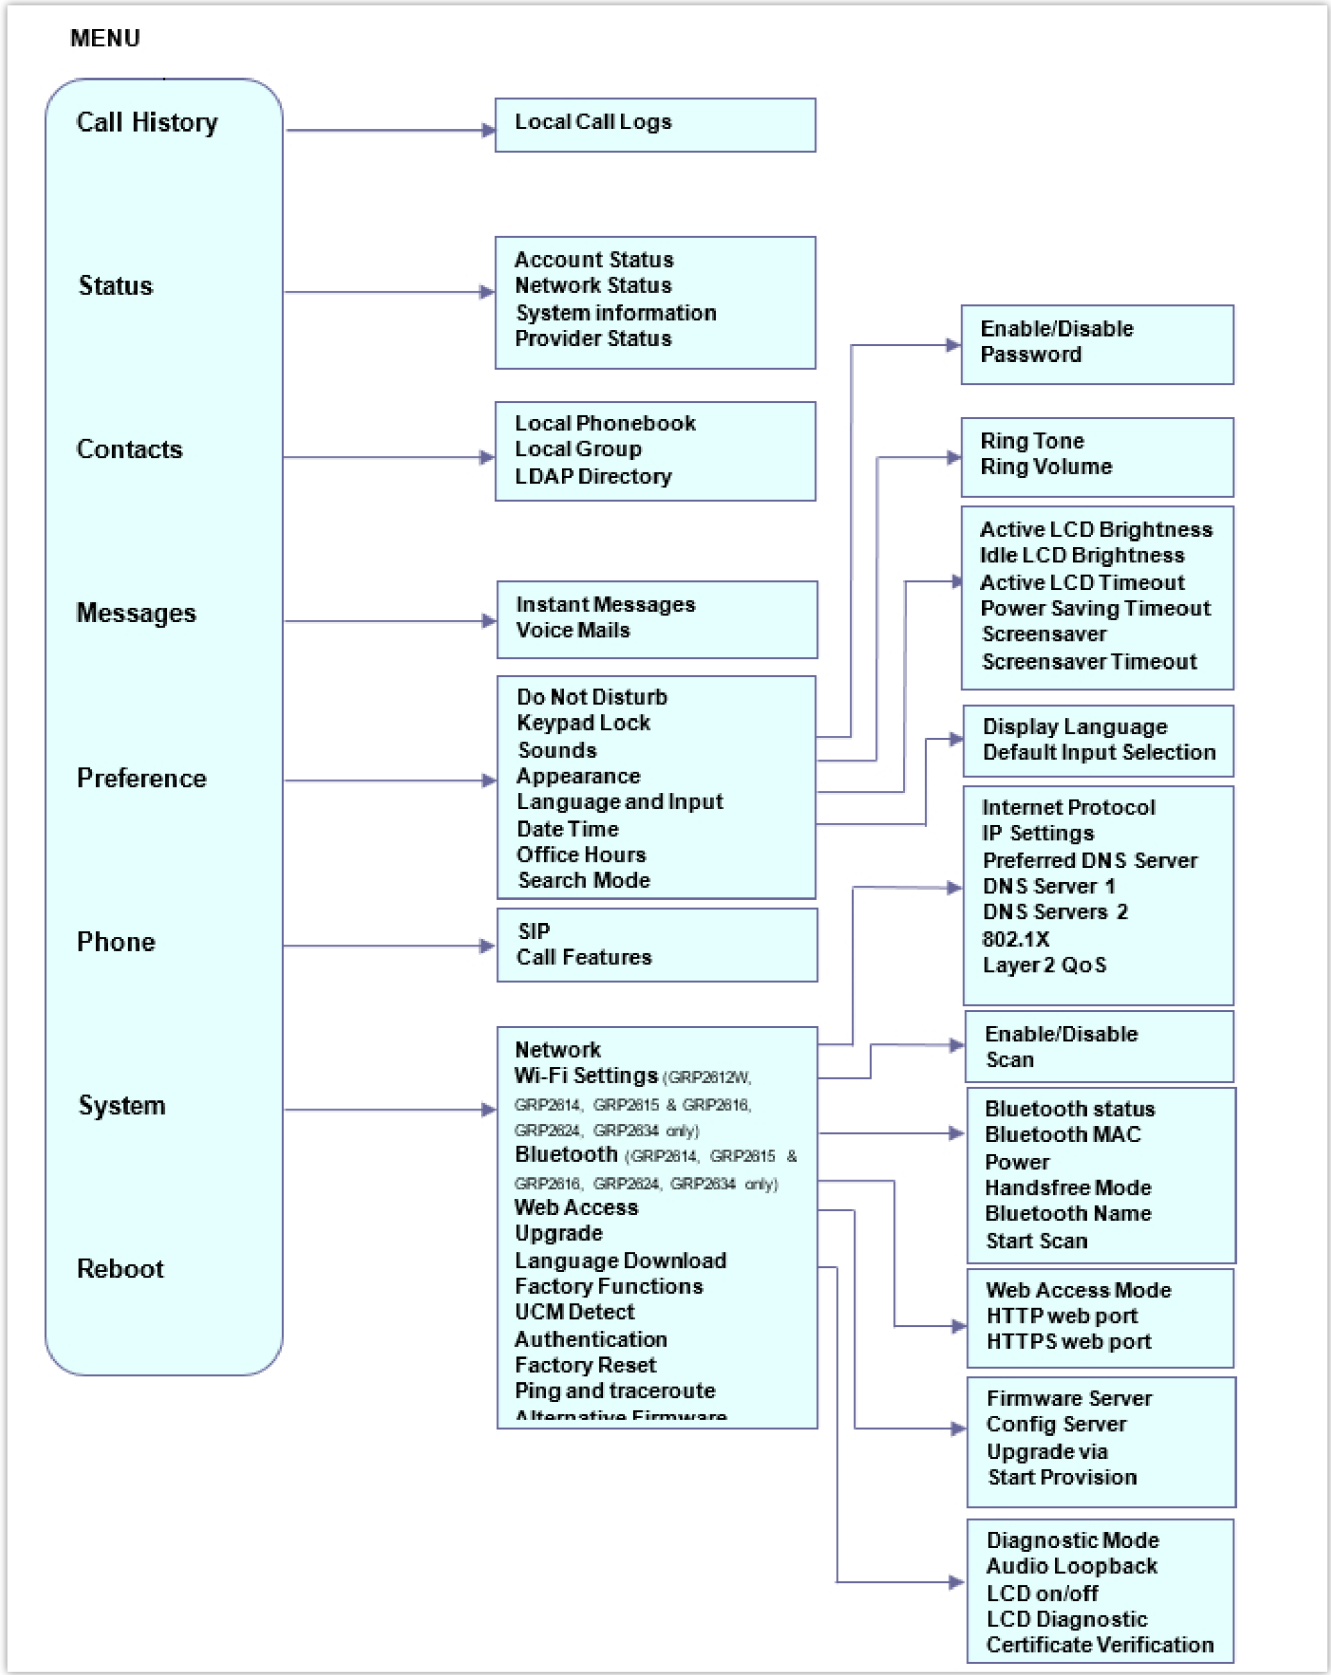 MENU
Call History
Status
Contacts
Messages
Preference
Phone
System
Reboot
Local Call Logs
Account Status
Network Status
System information
Provider Status
Local Phonebook
Local Group
LDAP Directory
Instant Messages
Voice Mails
Do Not Disturb
Keypad Lock
Sounds
Appearance
Language and Input
Date Time
Office Hours
Search Mode
SIP
Call Features
Network
Wi-Fi Settings (GRP2612W,
GRP2614, GRP2615 & GRP2616,
GRP2624, GRP2634 only)
Bluetooth (GRP2614, GRP2615 &
GRP2616, GRP2624, GRP2634 only)
Web Access
Upgrade
Language Download
Factory Functions
UCM Detect
Authentication
Factory Reset
Ping and traceroute
Alternative Firmware
Enable/Disable
Password
Ring Tone
Ring Volume
Active LCD Brightness
Idle LCD Brightness
Active LCD Timeout
Power Saving Timeout
Screensaver
Screensaver Timeout
Display Language
Default Input Selection
Internet Protocol
IP Settings
Preferred DNS Server
DNS Server 1
DNS Servers 2
802.1X
Layer 2 QoS
Enable/Disable
Scan
Bluetooth status
Bluetooth MAC
Power
Handsfree Mode
Bluetooth Name
Start Scan
Web Access Mode
HTTP web port
HTTPS web port
Firmware Server
Config Server
Upgrade via
Start Provision
Diagnostic Mode
Audio Loopback
LCD on/off
LCD Diagnostic
Certificate Verification